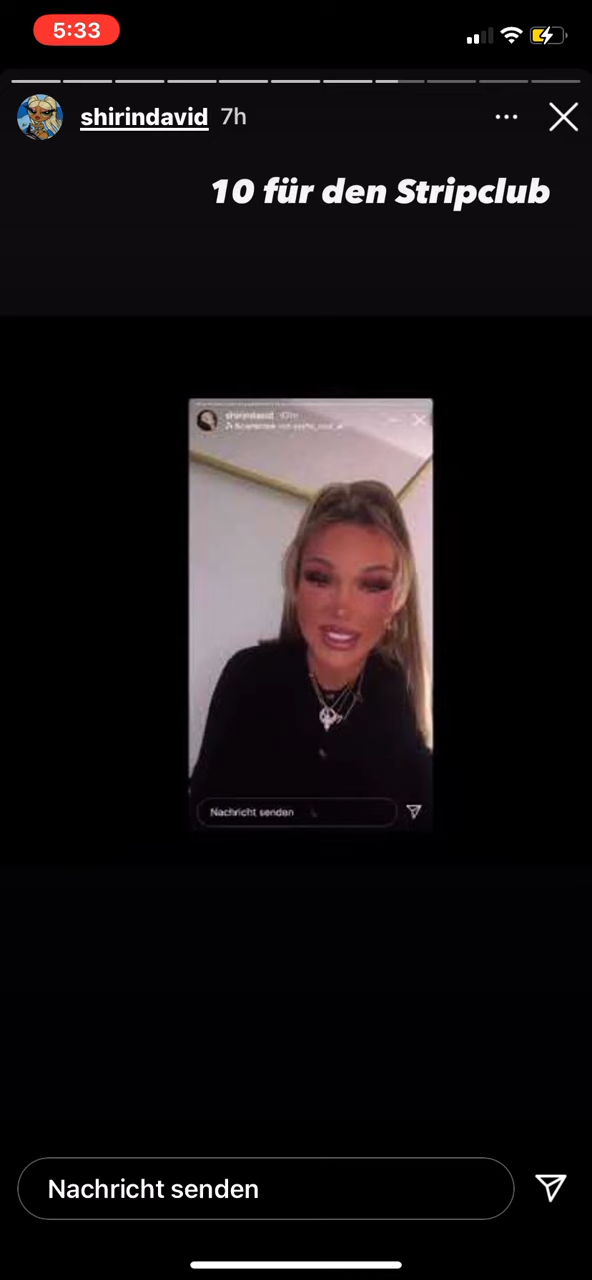 5:33
shirindavid 7h
10 für den Stripclub
shirindavid
Nachricht senden
Nachricht senden